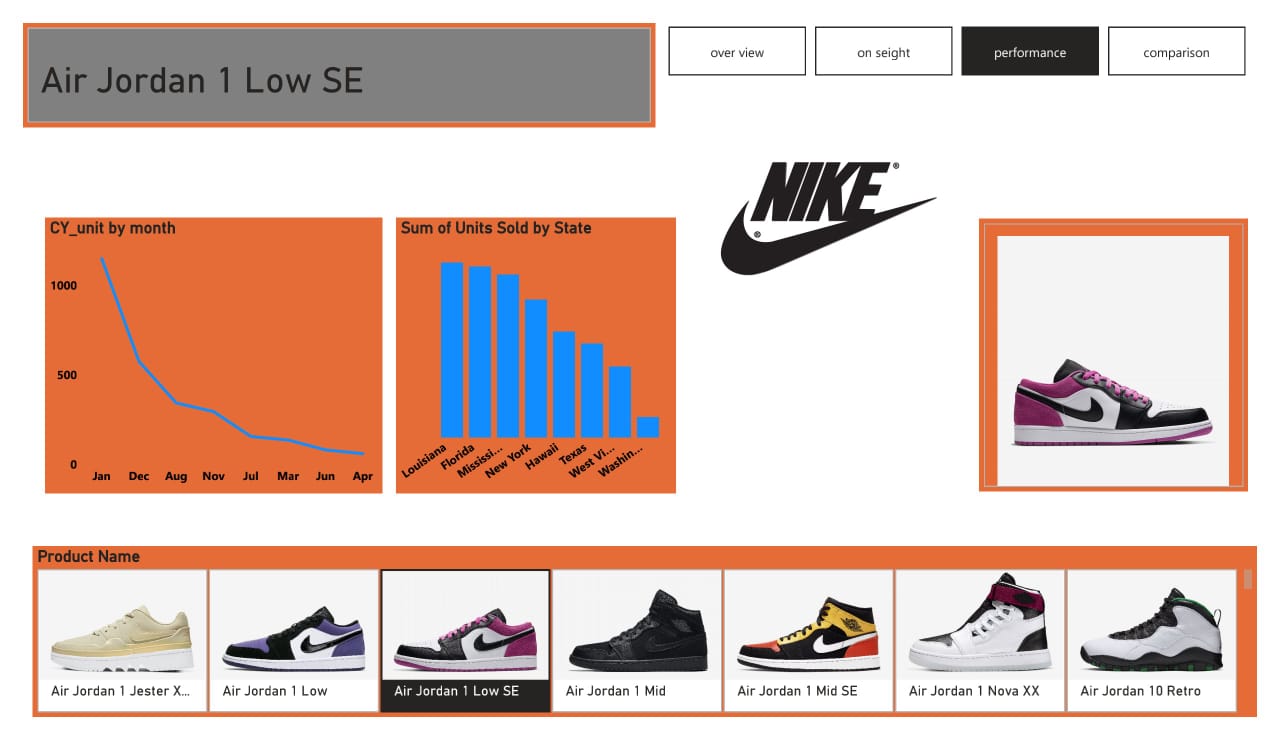 Air Jordan 1 Low SE
over view
on seight
performance
comparison
NIKE
®
®
CY_unit by month
1000
500
0
Jan Dec Aug Nov Jul Mar Jun Apr
Sum of Units Sold by State
Louisiana
Florida
Mississi...
New York
Hawaii
Texas
West Vi...
Washin...
Product Name
Air Jordan 1 Jester X...
Air Jordan 1 Low
Air Jordan 1 Low SE
Air Jordan 1 Mid
Air Jordan 1 Mid SE
Air Jordan 1 Nova XX
Air Jordan 10 Retro